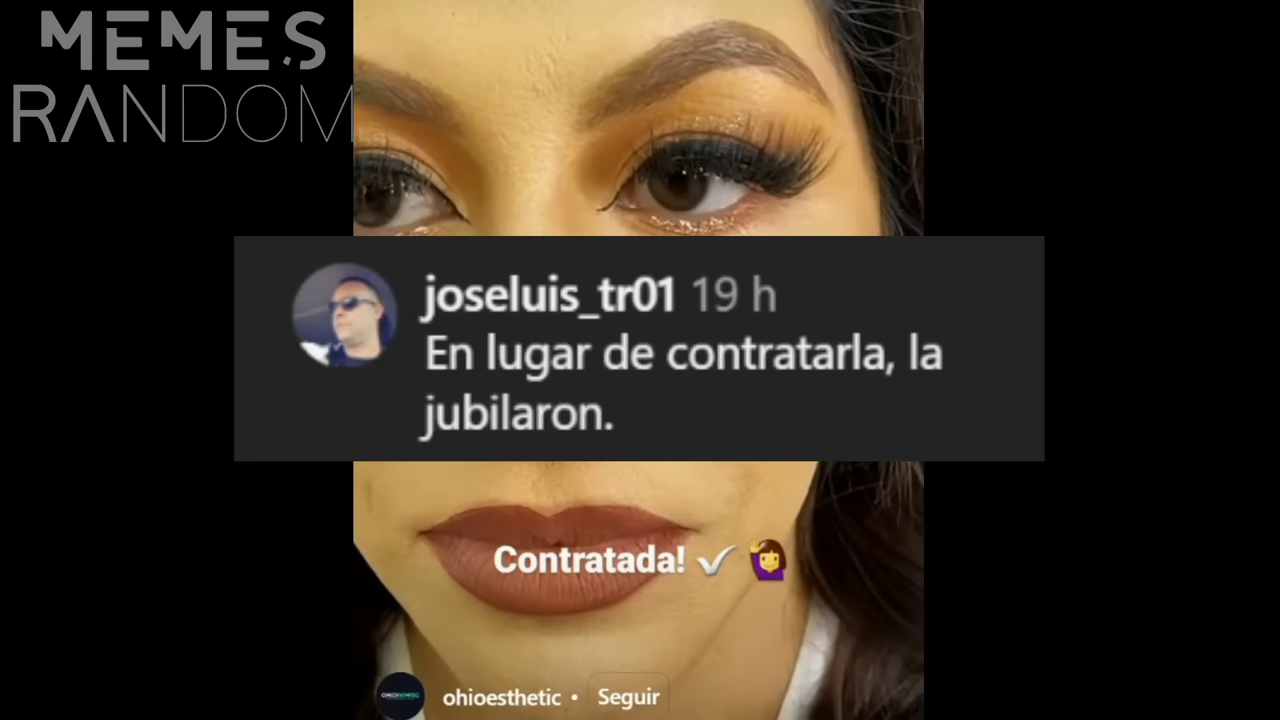 MEMES
RANDOM
joseluis_tr01 19 h
En lugar de contratarla, la
jubilaron.
Contratada! ✓ 🙋‍♀️
ohioesthetic • Seguir